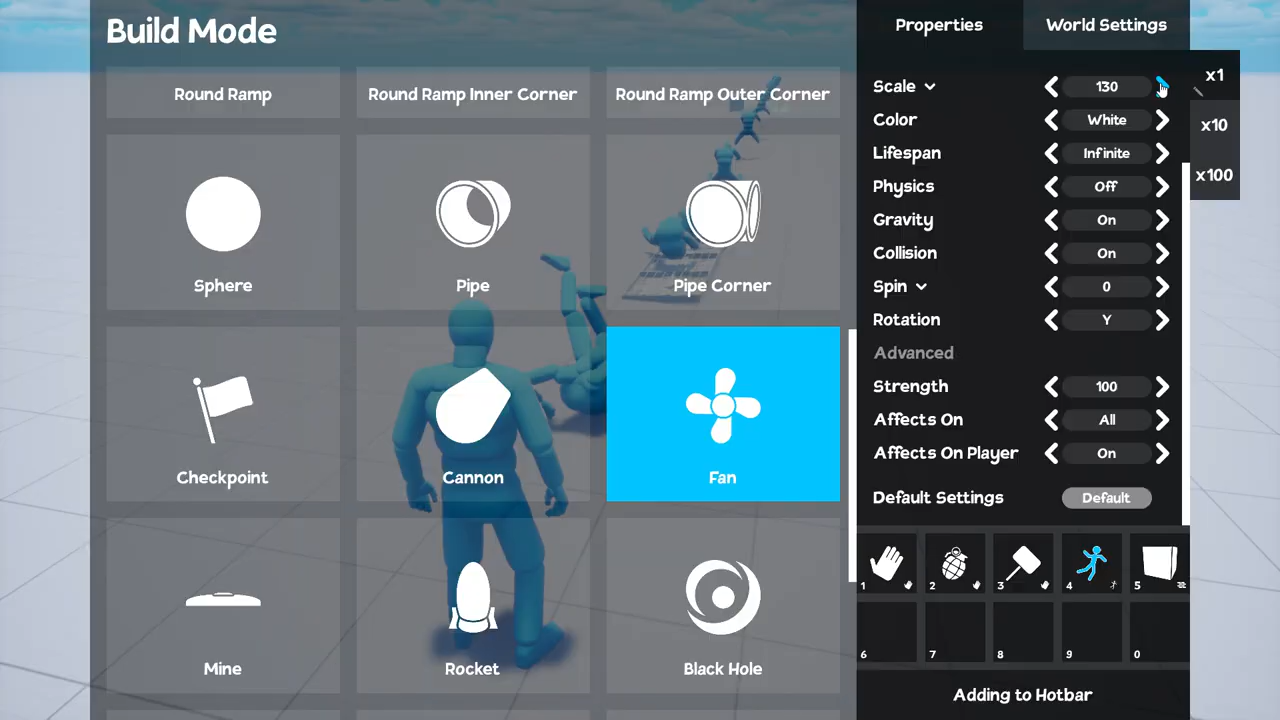 Build Mode
Round Ramp
Round Ramp Inner Corner
Round Ramp Outer Corner
Sphere
Pipe
Pipe Corner
Checkpoint
Cannon
Fan
Mine
Rocket
Black Hole
Properties
World Settings
Scale 130
Color White
Lifespan Infinite
Physics Off
Gravity On
Collision On
Spin 0
Rotation Y
Advanced
Strength 100
Affects On All
Affects On Player On
Default Settings Default
x1
x10
x100
1 2 3 4 5
6 7 8 9 0
Adding to Hotbar